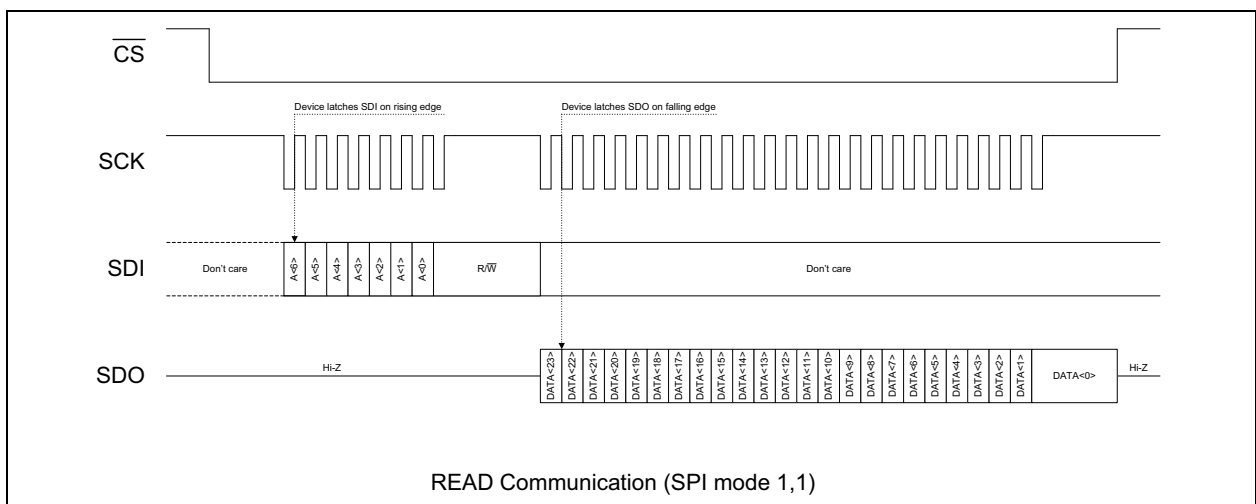 CS
Device latches SDI on rising edge
Device latches SDO on falling edge
SCK
SDI
Don't care
A<6>
A<5>
A<4>
A<3>
A<2>
A<1>
A<0>
R/W
Don't care
SDO
Hi-Z
DATA<23>
DATA<22>
DATA<21>
DATA<20>
DATA<19>
DATA<18>
DATA<17>
DATA<16>
DATA<15>
DATA<14>
DATA<13>
DATA<12>
DATA<11>
DATA<10>
DATA<9>
DATA<8>
DATA<7>
DATA<6>
DATA<5>
DATA<4>
DATA<3>
DATA<2>
DATA<1>
DATA<0>
Hi-Z
READ Communication (SPI mode 1,1)